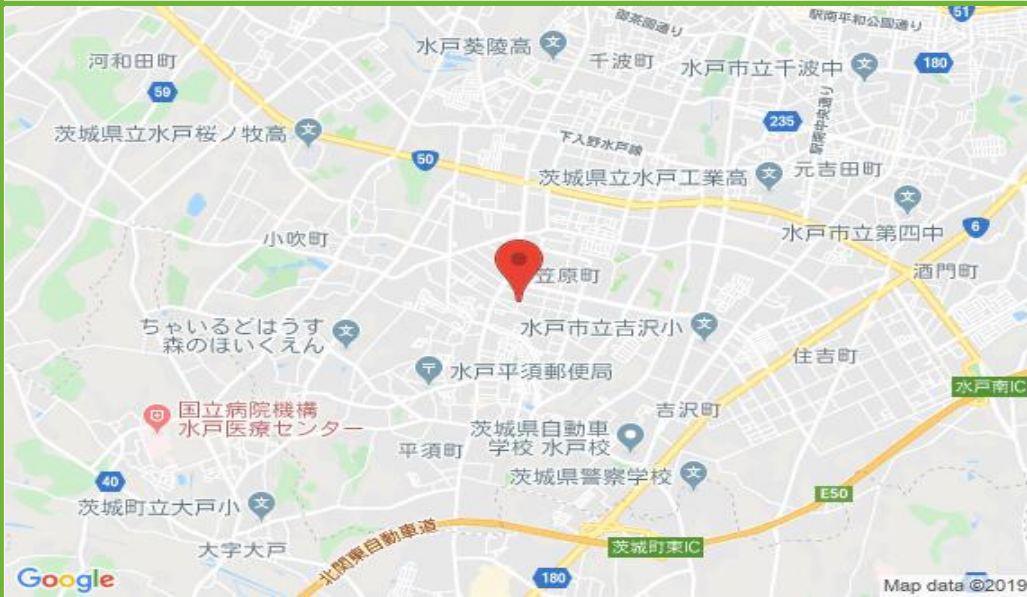 御茶園通り
駅南平和公園通り
51
水戸葵陵高
千波町
水戸市立千波中
180
河和田町
59
235
駅南中央通り
茨城県立水戸桜ノ牧高
下入野水戸線
50
茨城県立水戸工業高
元吉田町
水戸市立第四中
6
小吹町
酒門町
笠原町
ちゃいるどはうす
森のほいくえん
水戸市立吉沢小
住吉町
水戸平須郵便局
水戸南IC
国立病院機構
水戸医療センター
吉沢町
茨城県自動車
学校 水戸校
平須町
茨城県警察学校
40
茨城町立大戸小
E50
大字大戸
北関東自動車道
茨城町東IC
180
Google
Map data ©2019